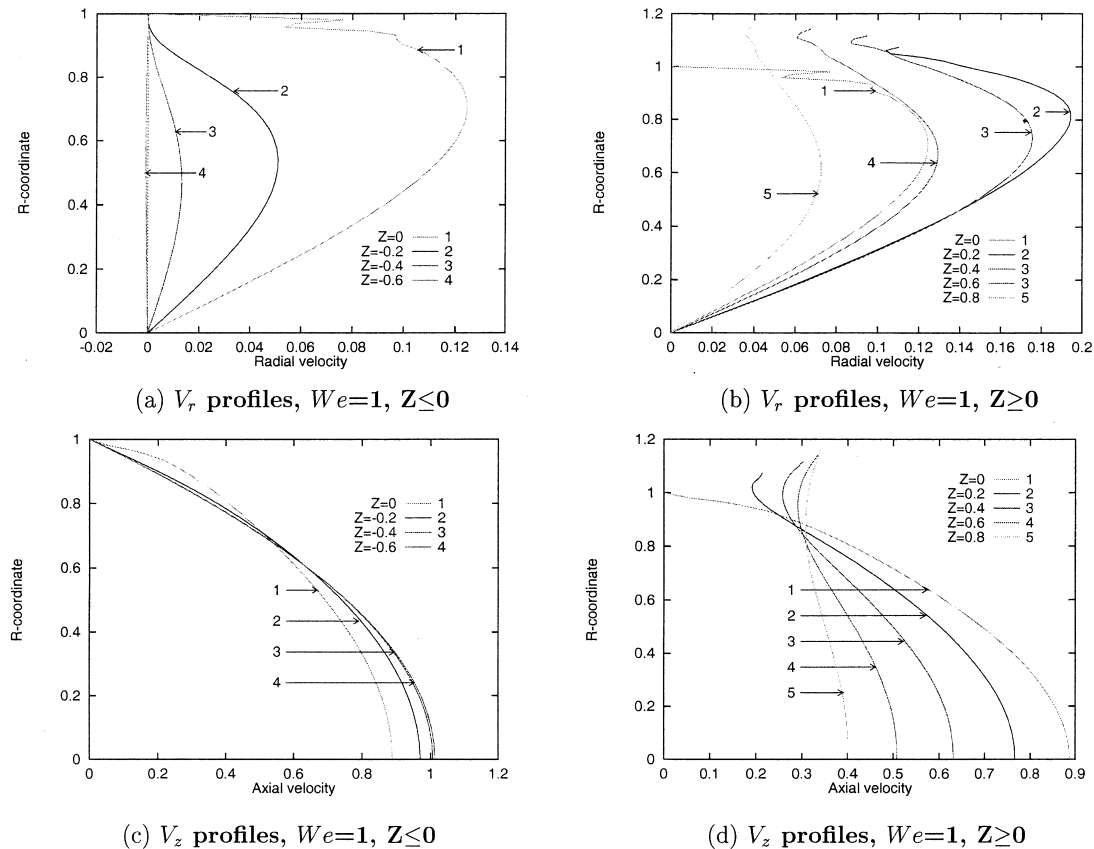 1
0.8
0.6
0.4
0.2
0
R-coordinate
1
2
3
4
Z=0 1
Z=-0.2 2
Z=-0.4 3
Z=-0.6 4
-0.02 0 0.02 0.04 0.06 0.08 0.1 0.12 0.14
Radial velocity
(a) Vr profiles, We=1, Z≤0
1.2
1
0.8
0.6
0.4
0.2
0
R-coordinate
1
2
3
4
5
Z=0 1
Z=0.2 2
Z=0.4 3
Z=0.6 3
Z=0.8 5
0 0.02 0.04 0.06 0.08 0.1 0.12 0.14 0.16 0.18 0.2
Radial velocity
(b) Vr profiles, We=1, Z≥0
1
0.8
0.6
0.4
0.2
0
R-coordinate
Z=0 1
Z=-0.2 2
Z=-0.4 3
Z=-0.6 4
1
2
3
4
0 0.2 0.4 0.6 0.8 1 1.2
Axial velocity
(c) Vz profiles, We=1, Z≤0
1.2
1
0.8
0.6
0.4
0.2
0
R-coordinate
Z=0 1
Z=0.2 2
Z=0.4 3
Z=0.6 4
Z=0.8 5
1
2
3
4
5
0 0.1 0.2 0.3 0.4 0.5 0.6 0.7 0.8 0.9
Axial velocity
(d) Vz profiles, We=1, Z≥0